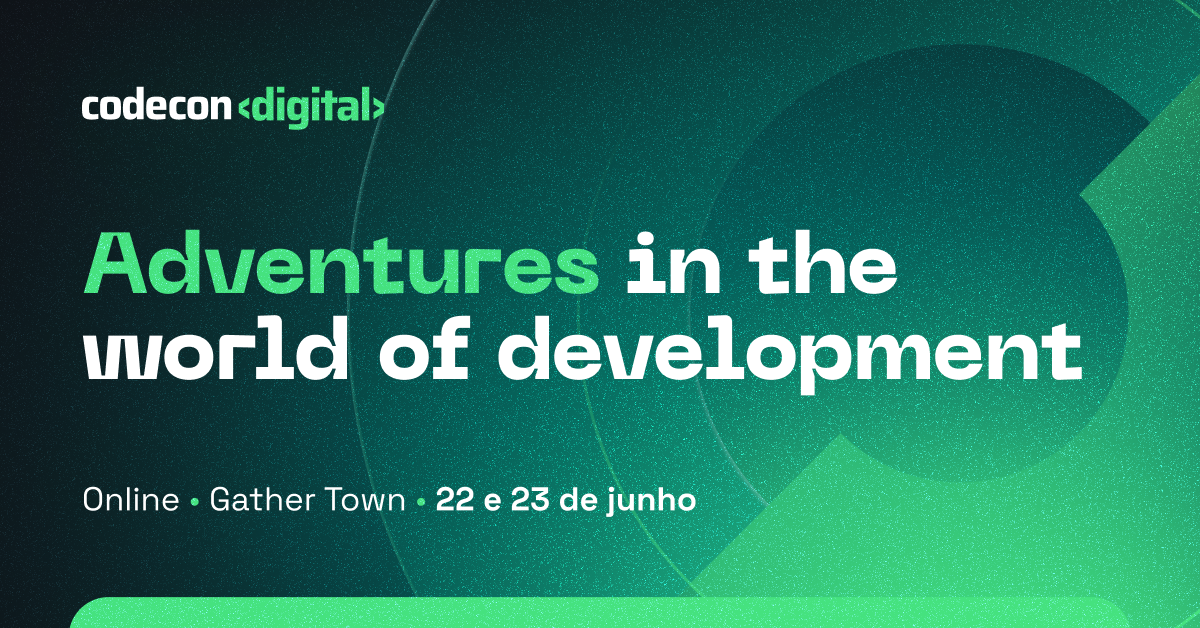 codecon <digital>
Adventures in the
world of development
Online • Gather Town • 22 e 23 de junho